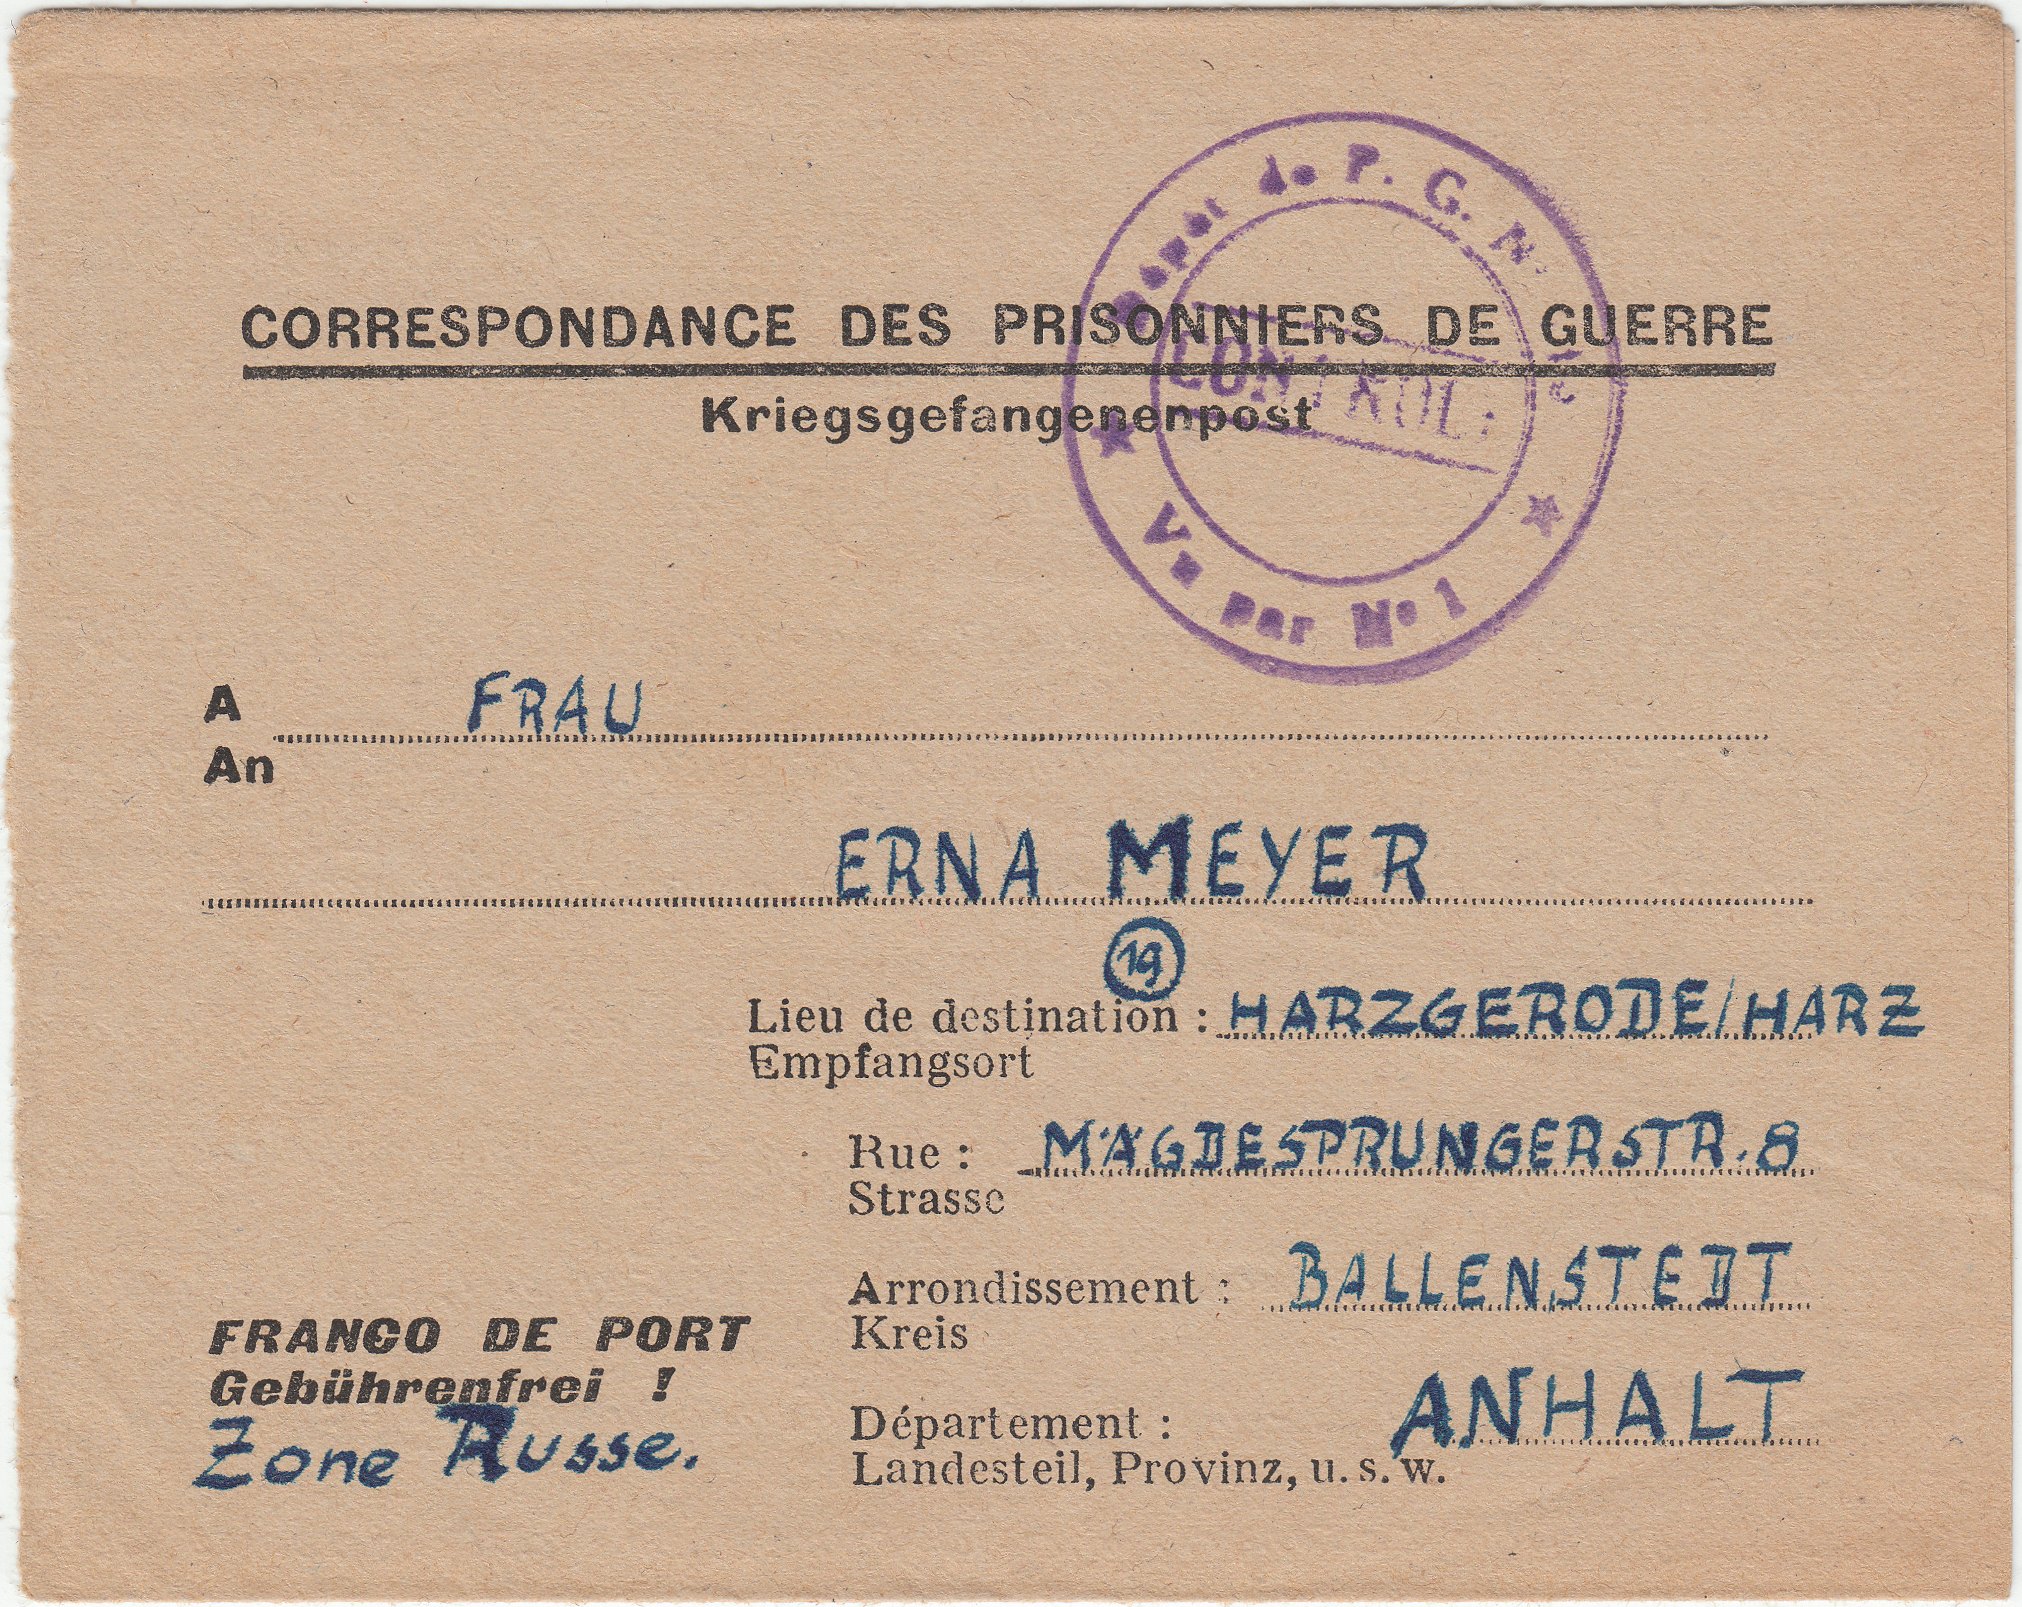 Depôt de P. G. N°
CONTROLE
Vu par N° 1
CORRESPONDANCE DES PRISONNIERS DE GUERRE
Kriegsgefangenenpost
A FRAU
An
ERNA MEYER
19
Lieu de destination : HARZGERODE/HARZ
Empfangsort
Rue : MÄGDESPRUNGERSTR. 8
Strasse
Arrondissement : BALLENSTEDT
Kreis
FRANCO DE PORT
Gebührenfrei !
Zone Russe.
Département : ANHALT
Landesteil, Provinz, u. s. w.